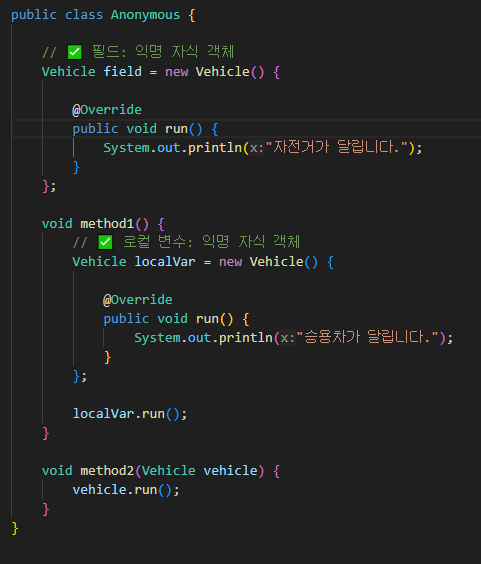 public class Anonymous {
// ✅ 필드: 익명 자식 객체
Vehicle field = new Vehicle() {
@Override
public void run() {
System.out.println(x:"자전거가 달립니다.");
}
};
void method1() {
// ✅ 로컬 변수: 익명 자식 객체
Vehicle localVar = new Vehicle() {
@Override
public void run() {
System.out.println(x:"승용차가 달립니다.");
}
};
localVar.run();
}
void method2(Vehicle vehicle) {
vehicle.run();
}
}